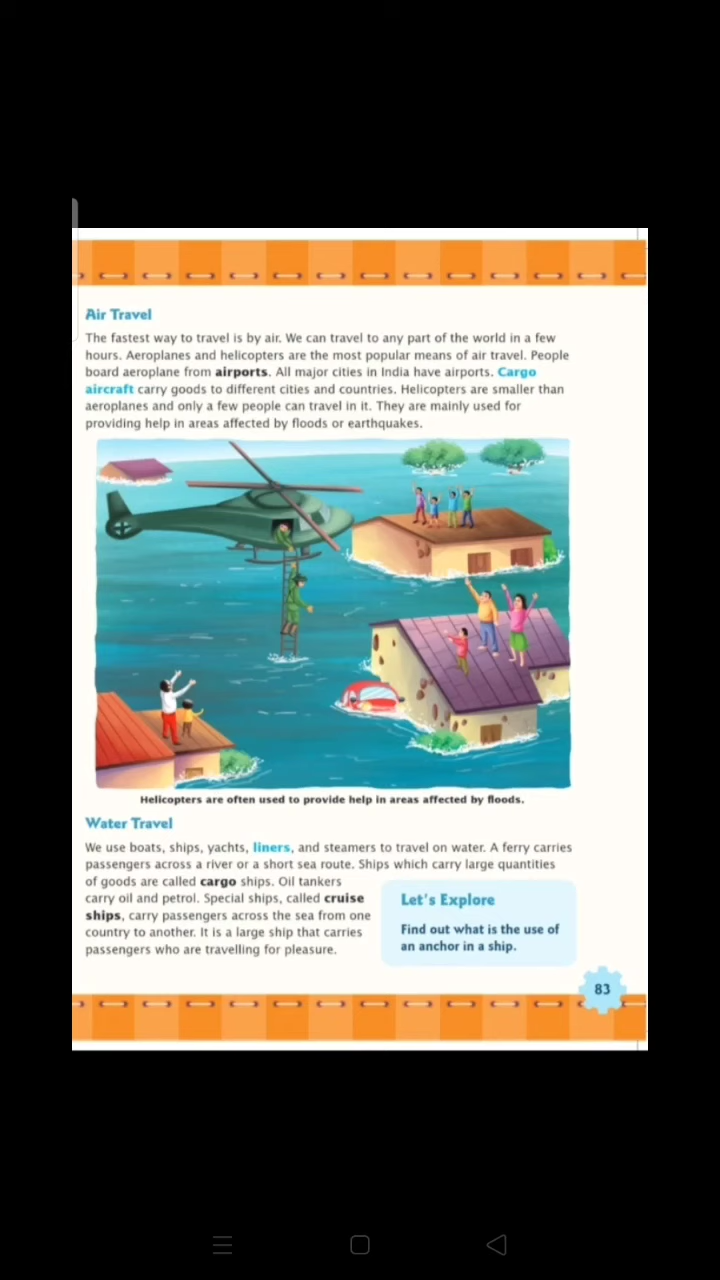 Air Travel
The fastest way to travel is by air. We can travel to any part of the world in a few
hours. Aeroplanes and helicopters are the most popular means of air travel. People
board aeroplane from airports. All major cities in India have airports. Cargo
aircraft carry goods to different cities and countries. Helicopters are smaller than
aeroplanes and only a few people can travel in it. They are mainly used for
providing help in areas affected by floods or earthquakes.
Helicopters are often used to provide help in areas affected by floods.
Water Travel
We use boats, ships, yachts, liners, and steamers to travel on water. A ferry carries
passengers across a river or a short sea route. Ships which carry large quantities
of goods are called cargo ships. Oil tankers
carry oil and petrol. Special ships, called cruise
ships, carry passengers across the sea from one
country to another. It is a large ship that carries
passengers who are travelling for pleasure.
Let's Explore
Find out what is the use of
an anchor in a ship.
83